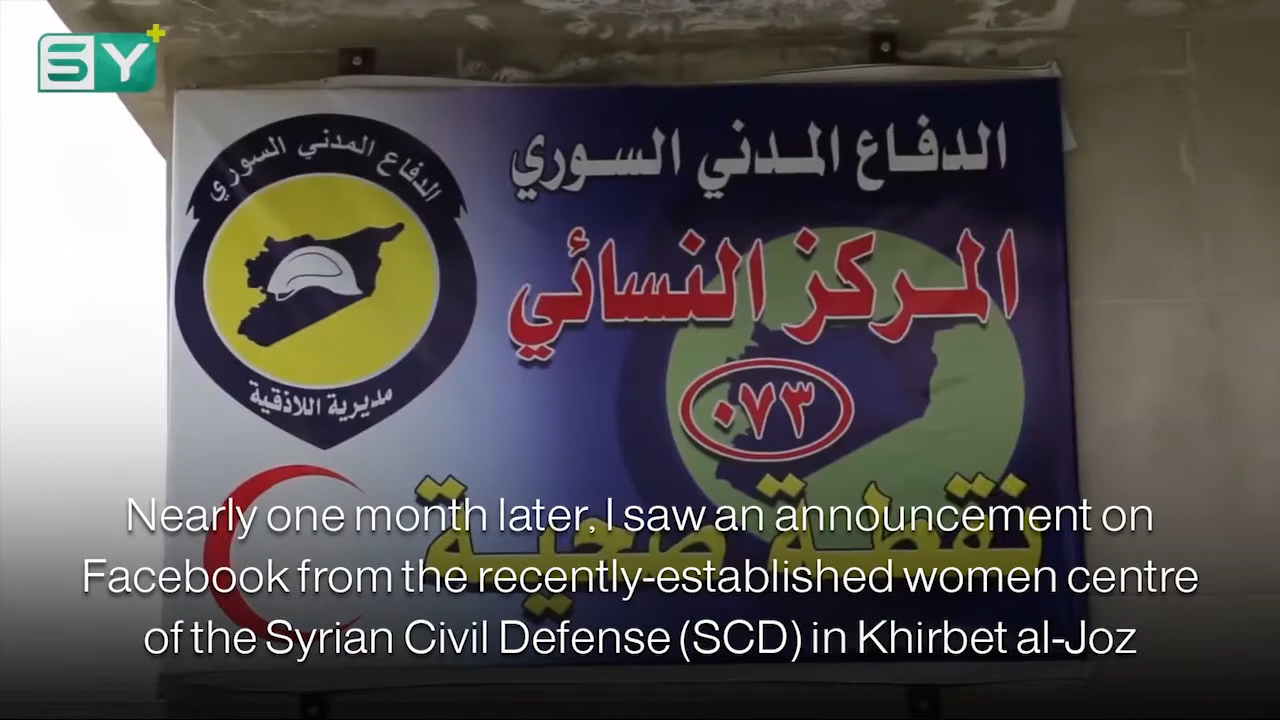 SY+
الدفاع المدني السوري
مديرية اللاذقية
الدفاع المدني السوري
المركز النسائي
٠٧٣
نقطة صحية
Nearly one month later, I saw an announcement on
Facebook from the recently-established women centre
of the Syrian Civil Defense (SCD) in Khirbet al-Joz